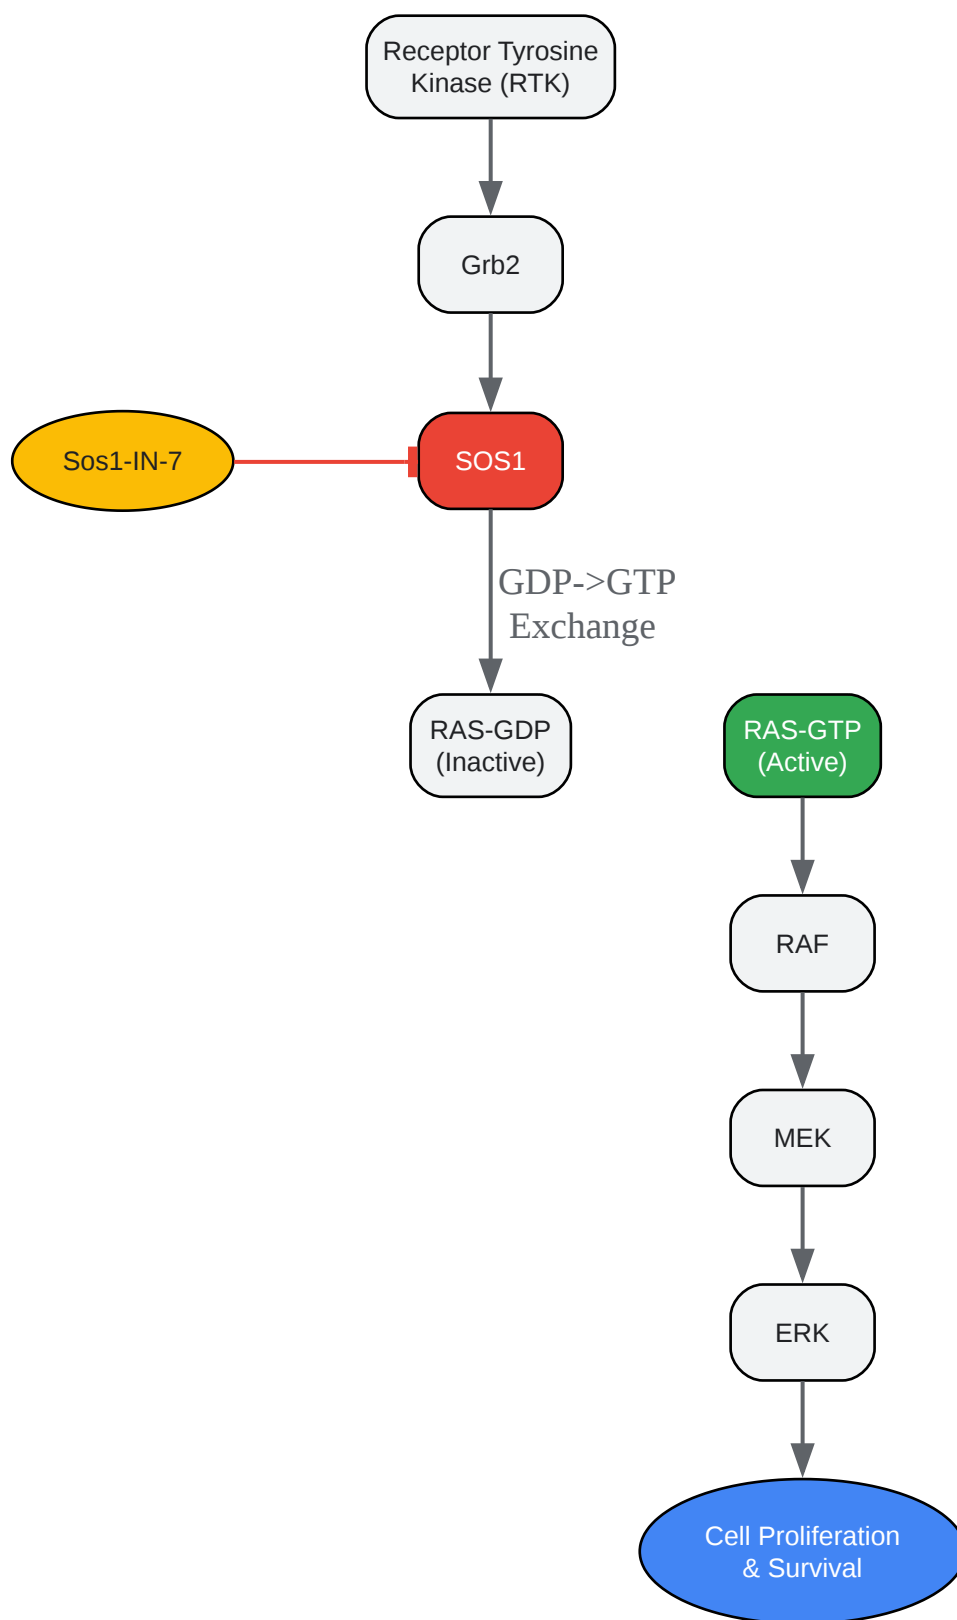 Receptor Tyrosine
Kinase (RTK)
Grb2
Sos1-IN-7
SOS1
GDP->GTP
Exchange
RAS-GDP
(Inactive)
RAS-GTP
(Active)
RAF
MEK
ERK
Cell Proliferation
& Survival